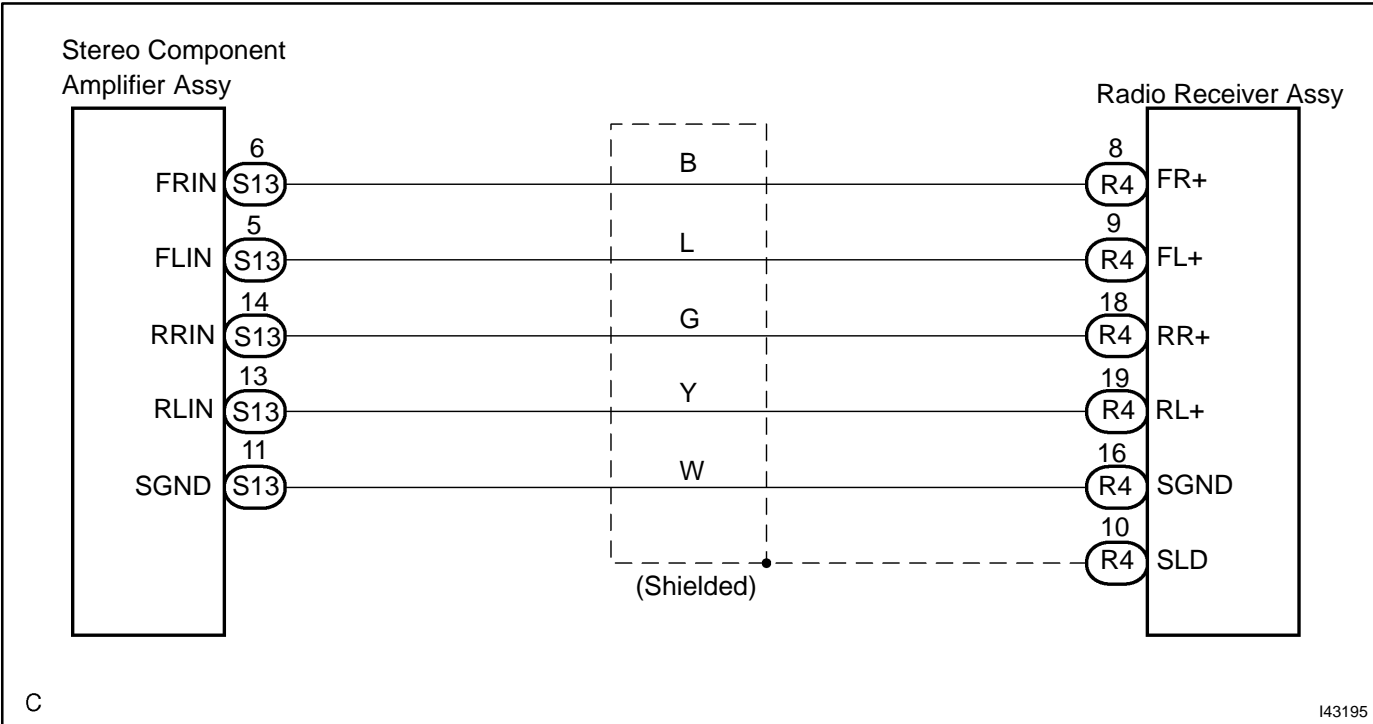 Stereo Component
Amplifier Assy
Radio Receiver Assy
6
8
FRIN S13 B R4 FR+
5
9
FLIN S13 L R4 FL+
14
18
RRIN S13 G R4 RR+
13
19
RLIN S13 Y R4 RL+
11
16
SGND S13 W R4 SGND
10
R4 SLD
(Shielded)
C
I43195